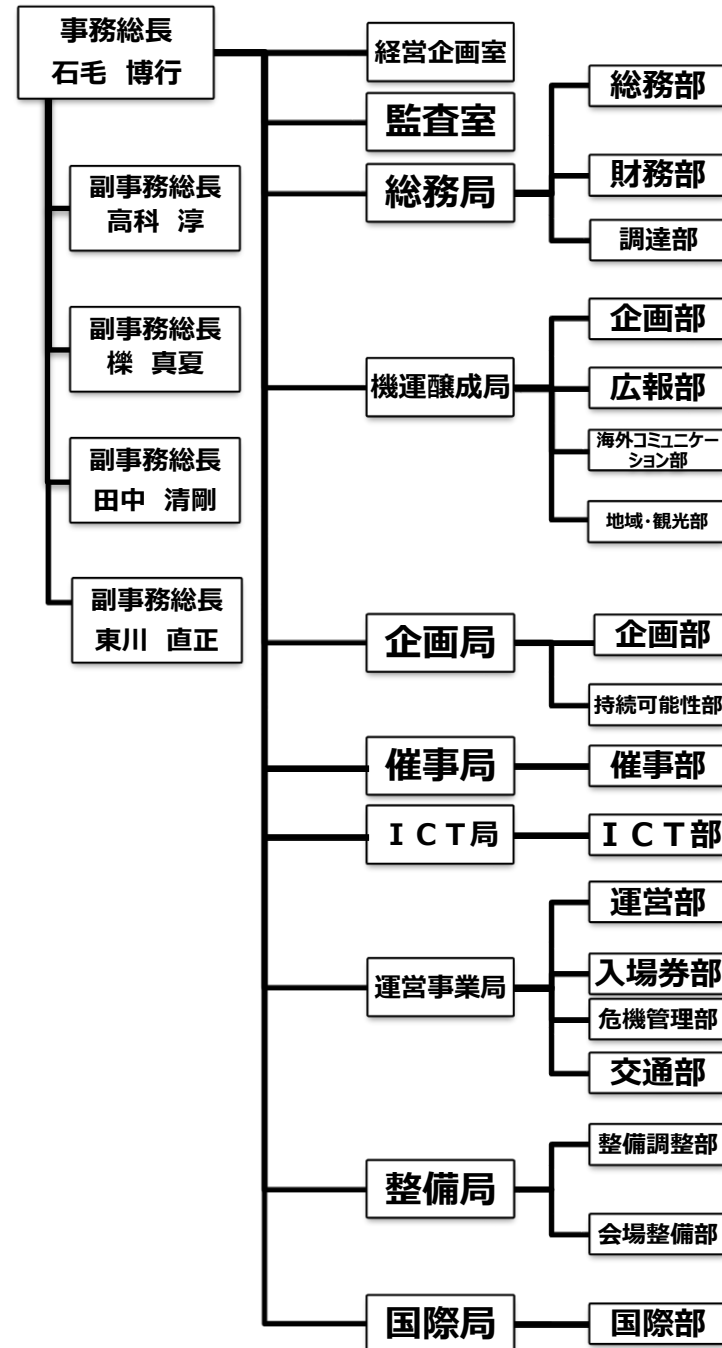 事務総長
石毛 博行
副事務総長
高科 淳
副事務総長
櫟 真夏
副事務総長
田中 清剛
副事務総長
東川 直正
経営企画室
監査室
総務局
総務部
財務部
調達部
機運醸成局
企画部
広報部
海外コミュニケー
ション部
地域・観光部
企画局
企画部
持続可能性部
催事局
催事部
ICT局
ICT部
運営事業局
運営部
入場券部
危機管理部
交通部
整備局
整備調整部
会場整備部
国際局
国際部